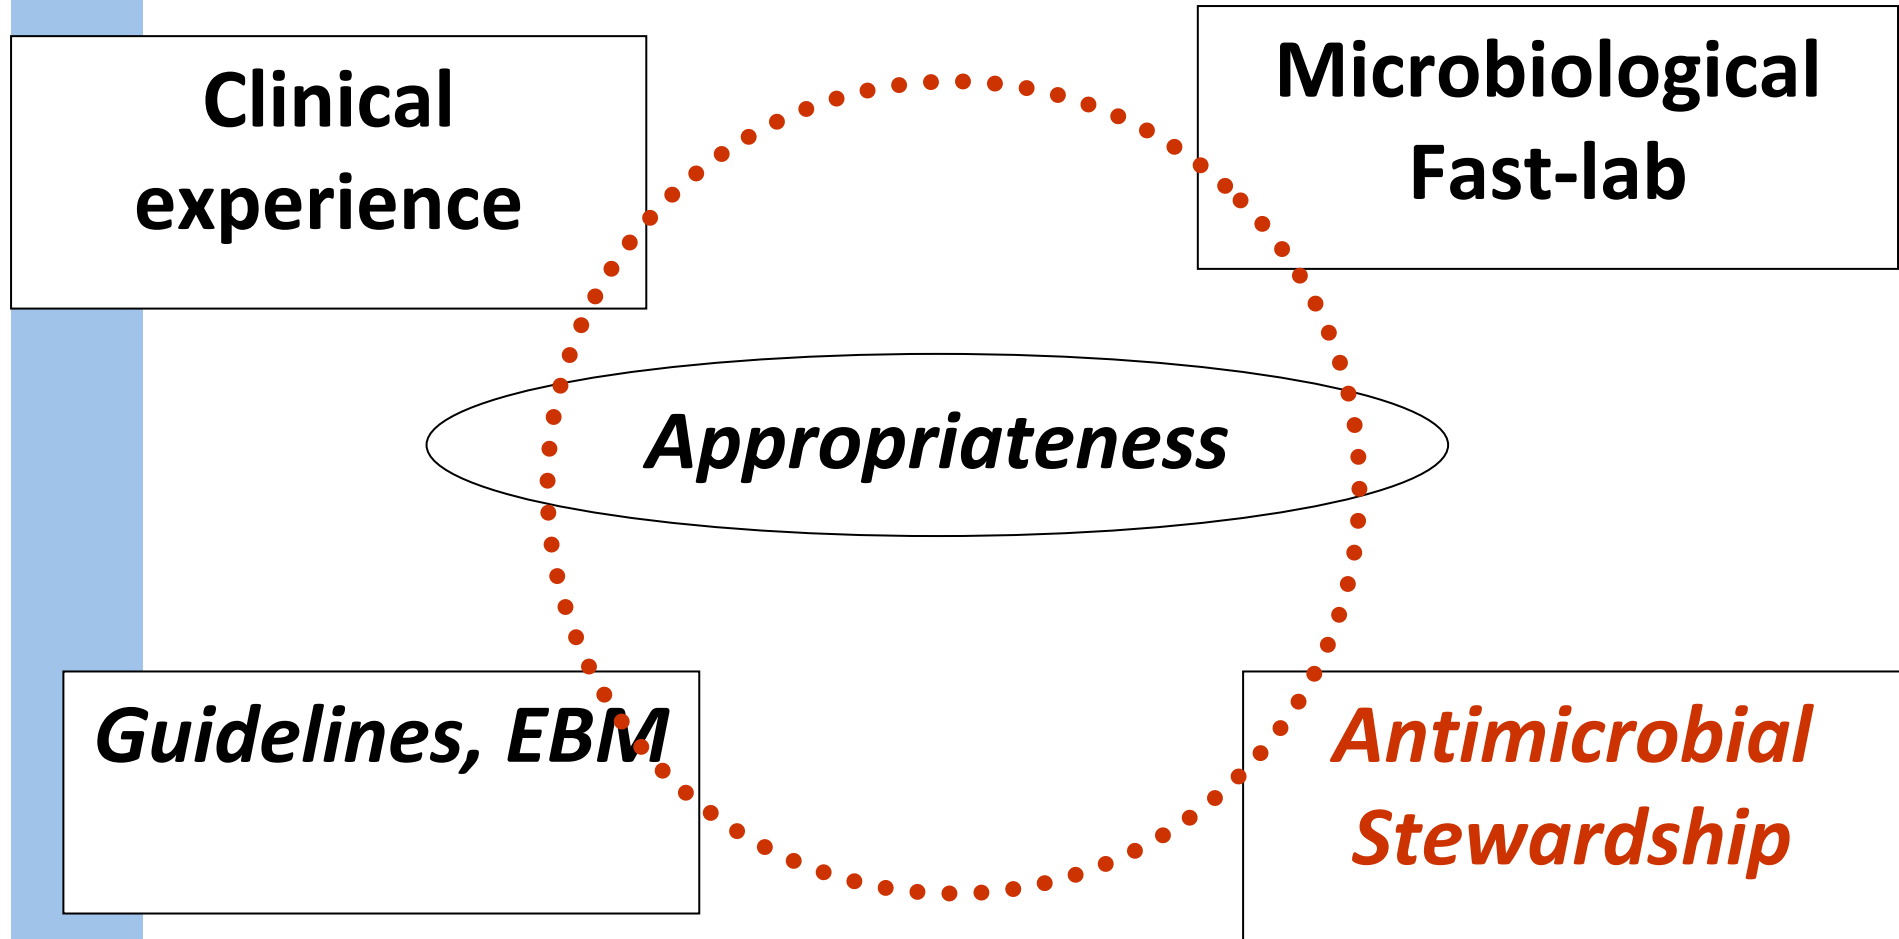 Clinical
experience
Microbiological
Fast-lab
Appropriateness
Guidelines, EBM
Antimicrobial
Stewardship